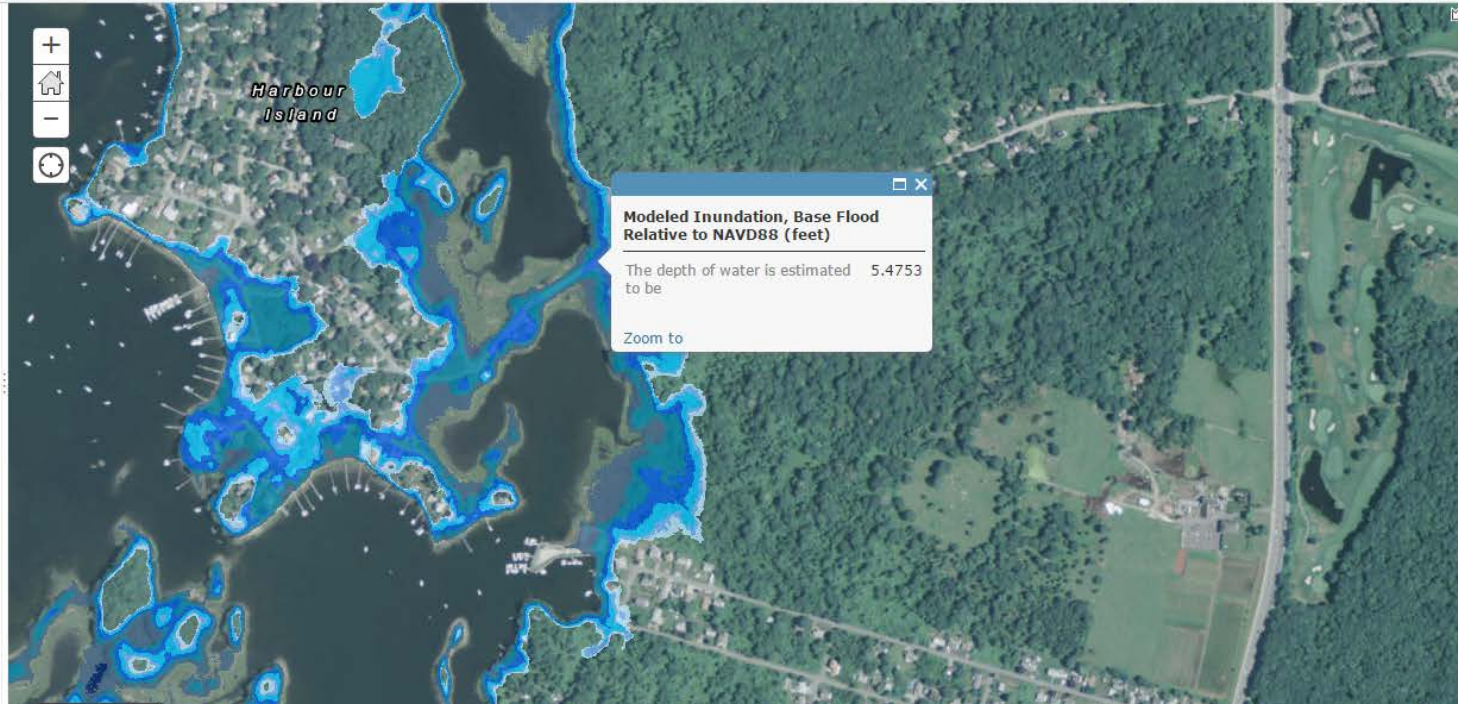 +
Harbour
Island
−
Modeled Inundation, Base Flood
Relative to NAVD88 (feet)
The depth of water is estimated 5.4753
to be
Zoom to